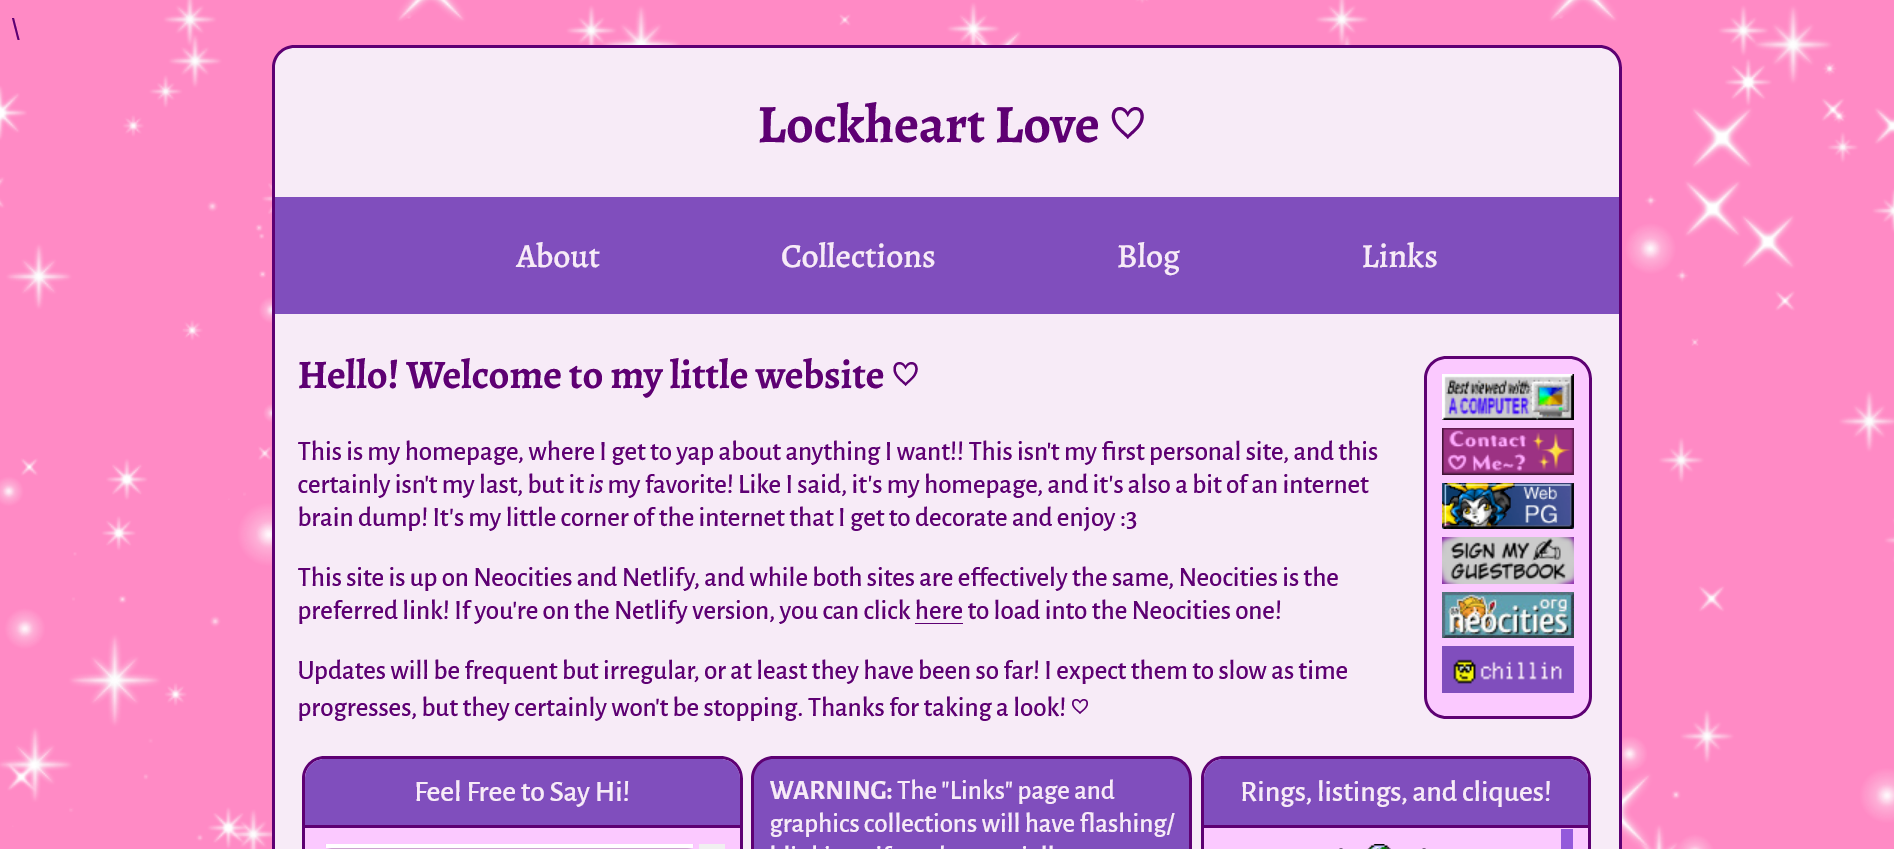 \
Lockheart Love ♡
About Collections Blog Links
Hello! Welcome to my little website ♡
This is my homepage, where I get to yap about anything I want!! This isn't my first personal site, and this
certainly isn't my last, but it is my favorite! Like I said, it's my homepage, and it's also a bit of an internet
brain dump! It's my little corner of the internet that I get to decorate and enjoy :3
This site is up on Neocities and Netlify, and while both sites are effectively the same, Neocities is the
preferred link! If you're on the Netlify version, you can click here to load into the Neocities one!
Updates will be frequent but irregular, or at least they have been so far! I expect them to slow as time
progresses, but they certainly won't be stopping. Thanks for taking a look! ♡
Best viewed with
A COMPUTER
Contact
♡ Me~?
Web
PG
SIGN MY
GUESTBOOK
org
neocities
chillin
Feel Free to Say Hi!
WARNING: The "Links" page and
graphics collections will have flashing/
Rings, listings, and cliques!